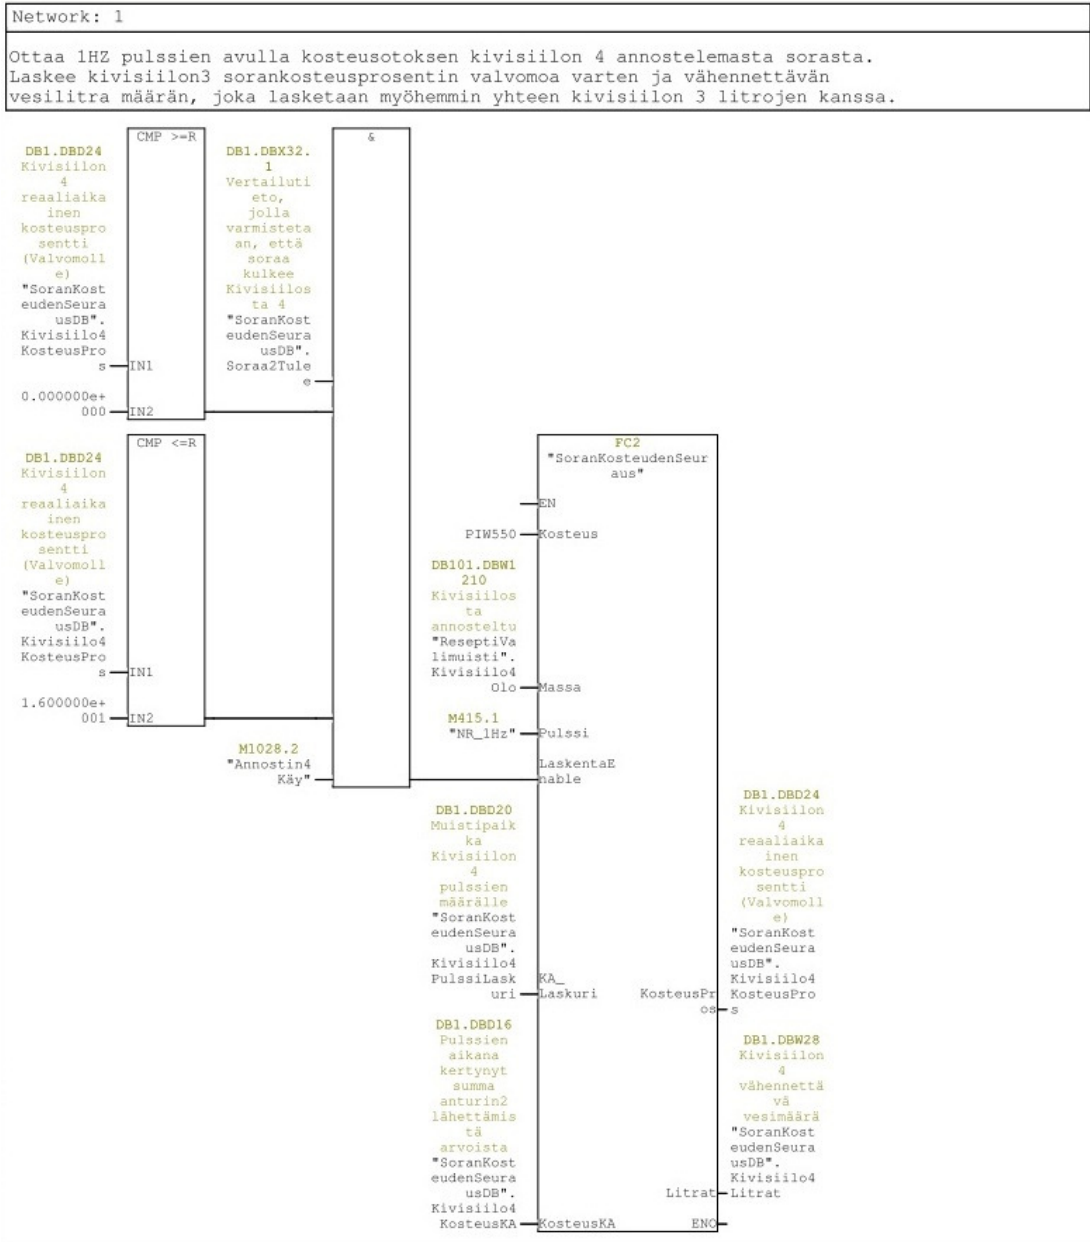 Network: 1
Ottaa 1HZ pulssien avulla kosteusotoksen kivisiilon 4 annostelemasta sorasta.
Laskee kivisiilon3 sorankosteusprosentin valvomoa varten ja vähennettävän
vesilitra määrän, joka lasketaan myöhemmin yhteen kivisiilon 3 litrojen kanssa.
CMP >=R
DB1.DBD24
Kivisiilon
4
reaaliaika
inen
kosteuspro
sentti
(Valvomoll
e)
"SoranKost
eudenSeura
usDB".
Kivisiilo4
KosteusPro
s
IN1
0.000000e+
000
IN2
DB1.DBX32.
1
Vertailuti
eto,
jolla
varmisteta
an, että
soraa
kulkee
Kivisiilos
ta 4
"SoranKost
eudenSeura
usDB".
Soraa2Tule
e
&
CMP <=R
DB1.DBD24
Kivisiilon
4
reaaliaika
inen
kosteuspro
sentti
(Valvomoll
e)
"SoranKost
eudenSeura
usDB".
Kivisiilo4
KosteusPro
s
IN1
1.600000e+
001
IN2
M1028.2
"Annostin4
Käy"
FC2
"SoranKosteudenSeur
aus"
EN
PIW550
Kosteus
DB101.DBW1
210
Kivisiilos
ta
annosteltu
"ReseptiVa
limuisti".
Kivisiilo4
Olo
Massa
M415.1
"NR_1Hz"
Pulssi
LaskentaE
nable
DB1.DBD20
Muistipaik
ka
Kivisiilon
4
pulssien
määrälle
"SoranKost
eudenSeura
usDB".
Kivisiilo4
PulssiLask
uri
KA_
Laskuri
DB1.DBD16
Pulssien
aikana
kertynyt
summa
anturin2
lähettämis
tä
arvoista
"SoranKost
eudenSeura
usDB".
Kivisiilo4
KosteusKA
KosteusKA
KosteusPr
os
DB1.DBD24
Kivisiilon
4
reaaliaika
inen
kosteuspro
sentti
(Valvomoll
e)
"SoranKost
eudenSeura
usDB".
Kivisiilo4
KosteusPro
s
DB1.DBW28
Kivisiilon
4
vähennettä
vä
vesimäärä
"SoranKost
eudenSeura
usDB".
Kivisiilo4
Litrat
Litrat
ENO